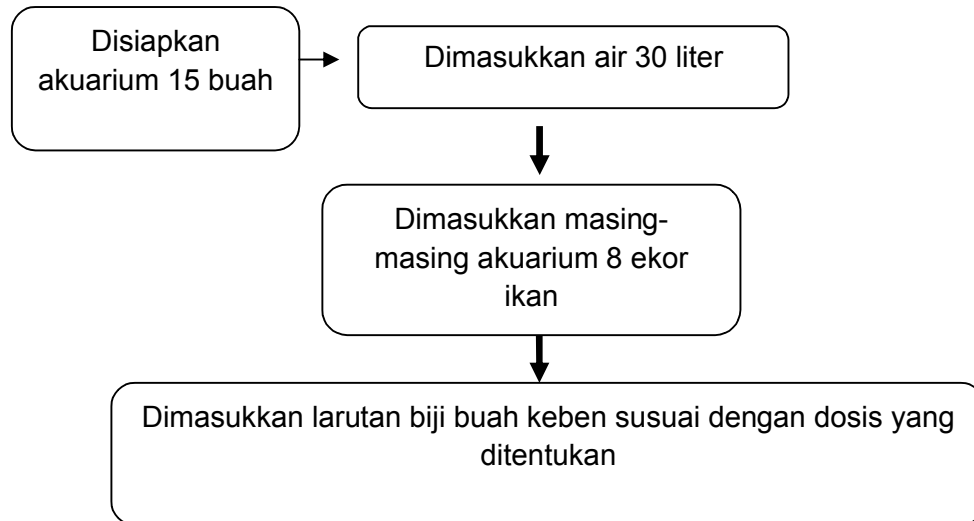 Disiapkan
akuarium 15 buah
Dimasukkan air 30 liter
Dimasukkan masing-
masing akuarium 8 ekor
ikan
Dimasukkan larutan biji buah keben susuai dengan dosis yang
ditentukan